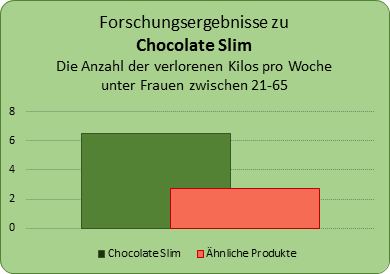 Forschungsergebnisse zu
Chocolate Slim
Die Anzahl der verlorenen Kilos pro Woche
unter Frauen zwischen 21-65
8
6
4
2
0
Chocolate Slim Ähnliche Produkte